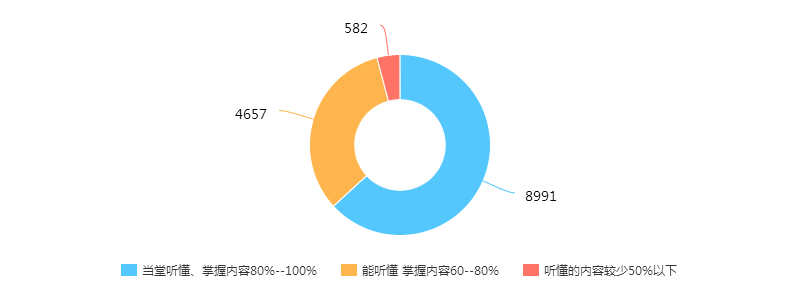 582
4657
8991
当堂听懂、掌握内容80%--100%
能听懂 掌握内容60--80%
听懂的内容较少50%以下